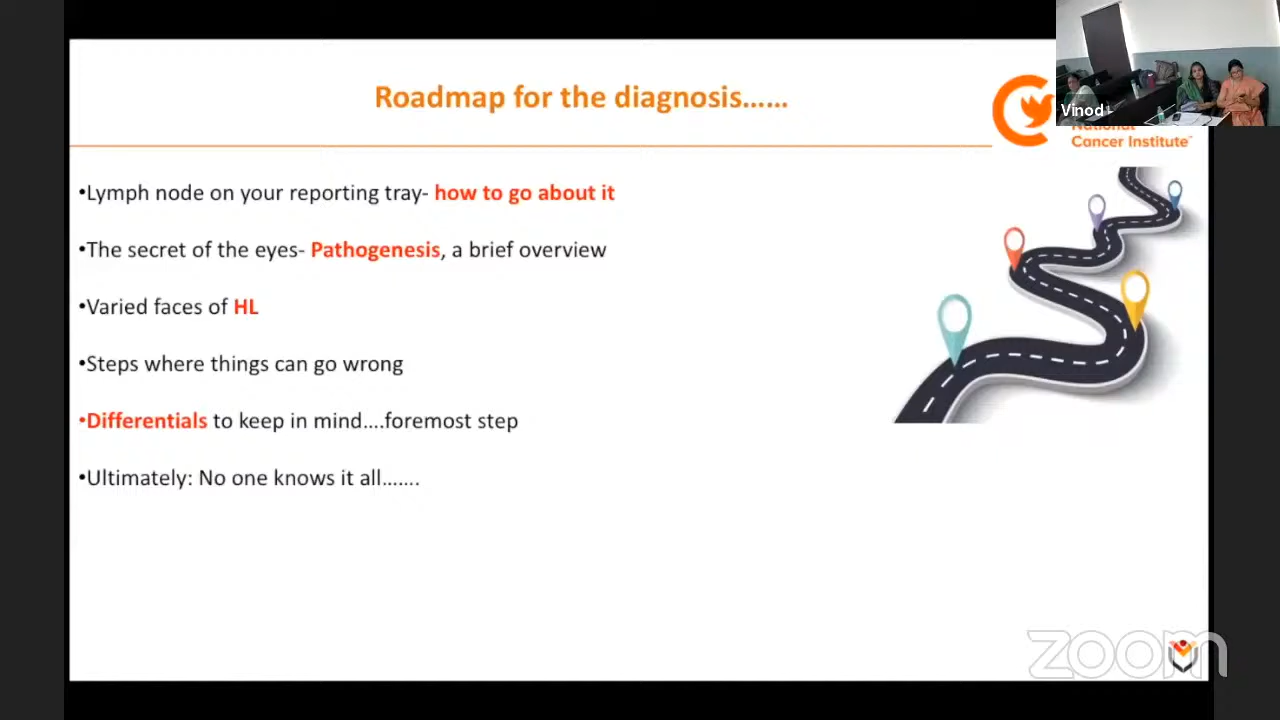 Roadmap for the diagnosis......
Vinod
National
Cancer Institute
•Lymph node on your reporting tray- how to go about it
•The secret of the eyes- Pathogenesis, a brief overview
•Varied faces of HL
•Steps where things can go wrong
•Differentials to keep in mind....foremost step
•Ultimately: No one knows it all.......
zoom